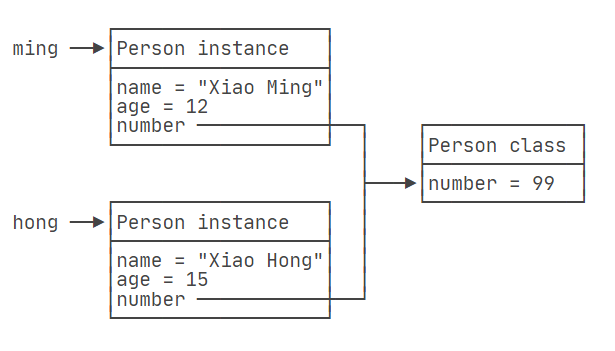 ming
Person instance
name = "Xiao Ming"
age = 12
number
Person class
number = 99
hong
Person instance
name = "Xiao Hong"
age = 15
number